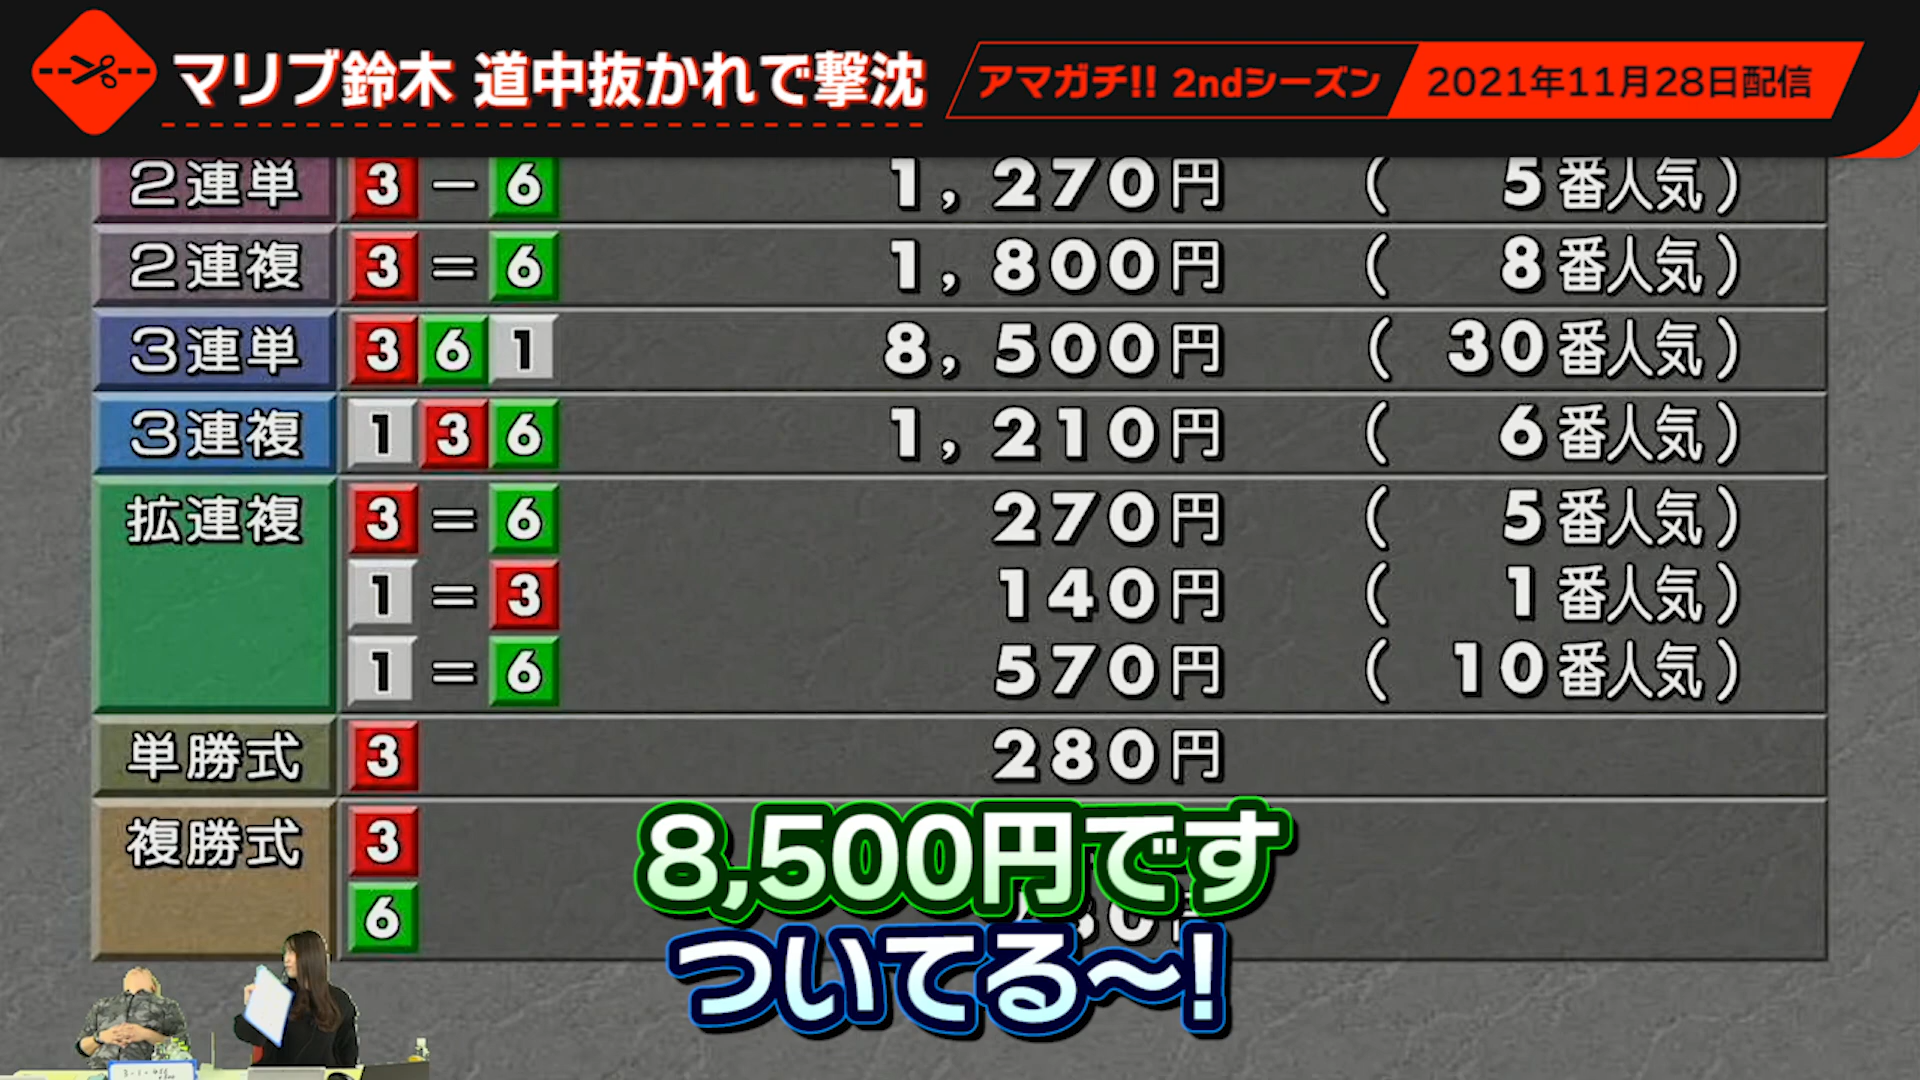 マリブ鈴木 道中抜かれで撃沈
アマガチ!! 2ndシーズン
2021年11月28日配信
2連単 3 - 6 1,270円 ( 5番人気)
2連複 3 = 6 1,800円 ( 8番人気)
3連単 3 6 1 8,500円 ( 30番人気)
3連複 1 3 6 1,210円 ( 6番人気)
拡連複 3 = 6 270円 ( 5番人気)
1 = 3 140円 ( 1番人気)
1 = 6 570円 ( 10番人気)
単勝式 3 280円
複勝式 3
6
8,500円です
ついてる〜!